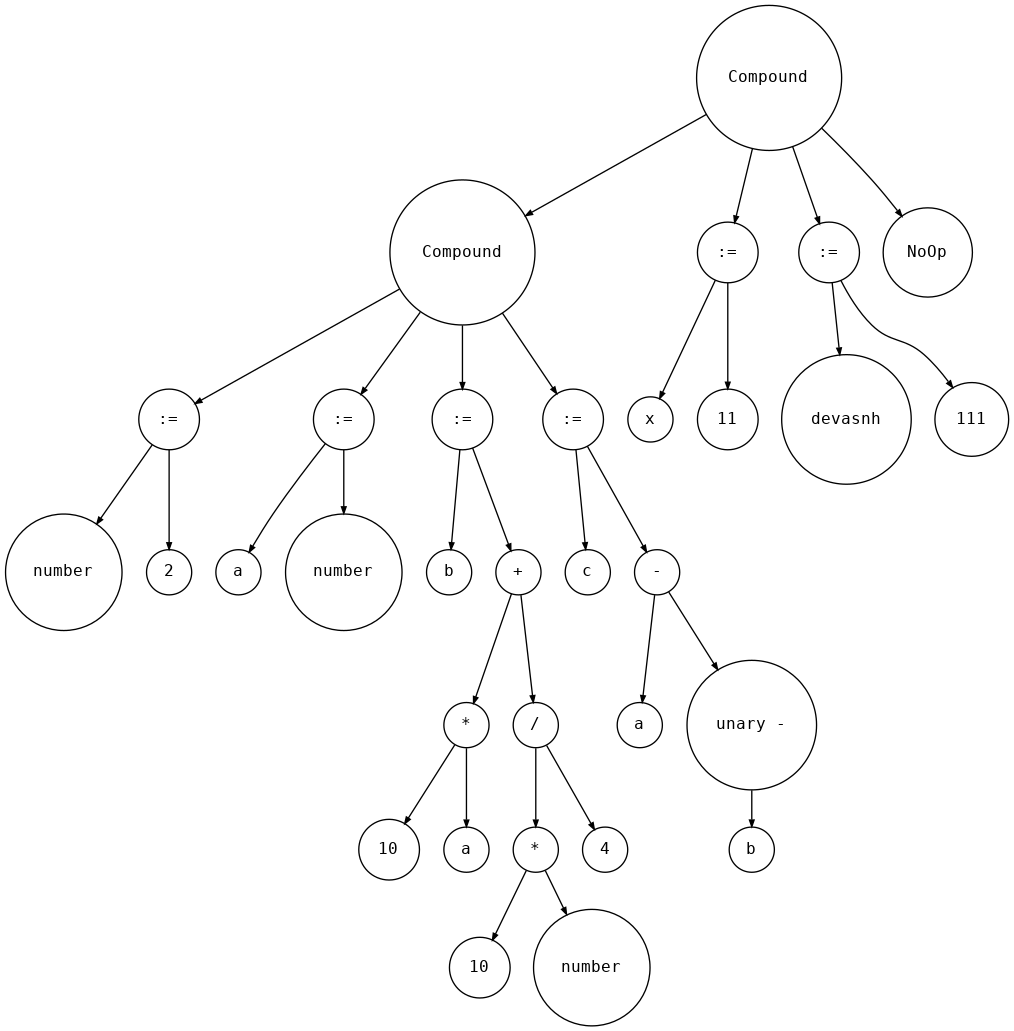 Compound
Compound
:=
:=
NoOp
:=
:=
:=
:=
x
11
devasnh
111
number
2
a
number
b
+
c
-
*
/
a
unary -
10
a
*
4
b
10
number